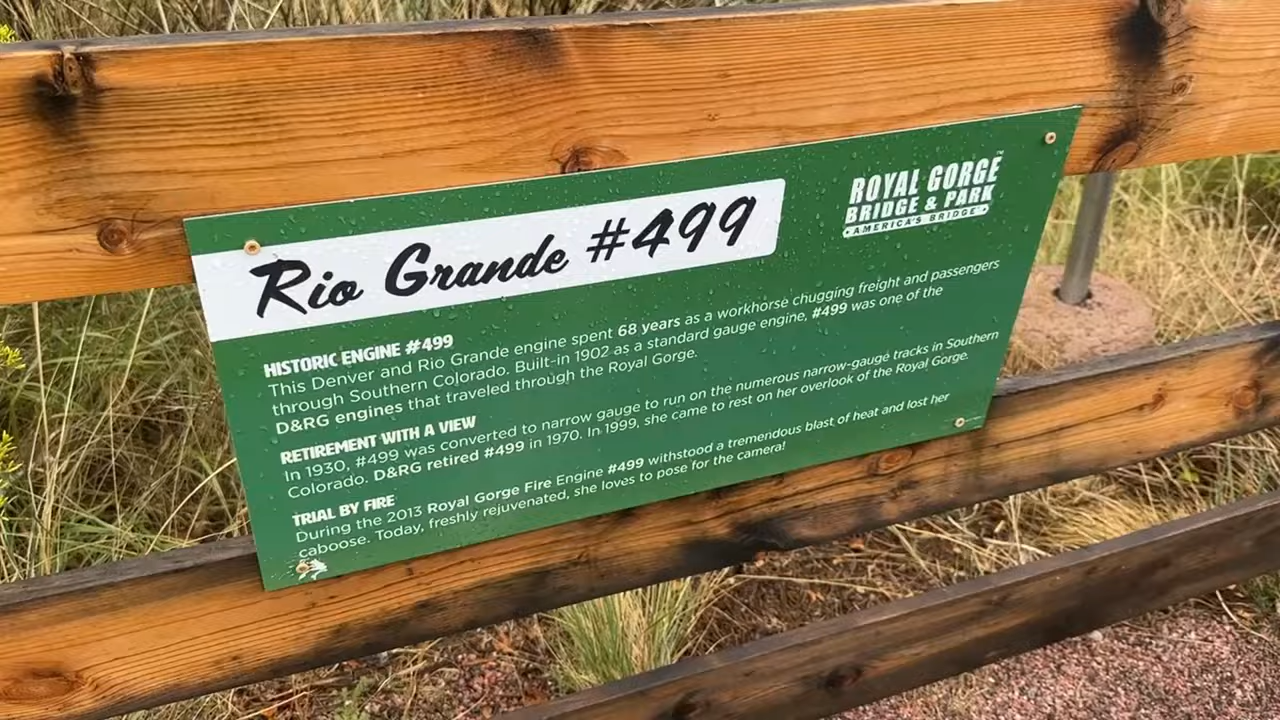 Rio Grande #499
ROYAL GORGE™
BRIDGE & PARK
• AMERICA'S BRIDGE •
HISTORIC ENGINE #499
This Denver and Rio Grande engine spent 68 years as a workhorse chugging freight and passengers
through Southern Colorado. Built-in 1902 as a standard gauge engine, #499 was one of the
D&RG engines that traveled through the Royal Gorge.
RETIREMENT WITH A VIEW
In 1930, #499 was converted to narrow gauge to run on the numerous narrow-gauge tracks in Southern
Colorado. D&RG retired #499 in 1970. In 1999, she came to rest on her overlook of the Royal Gorge.
TRIAL BY FIRE
During the 2013 Royal Gorge Fire Engine #499 withstood a tremendous blast of heat and lost her
caboose. Today, freshly rejuvenated, she loves to pose for the camera!